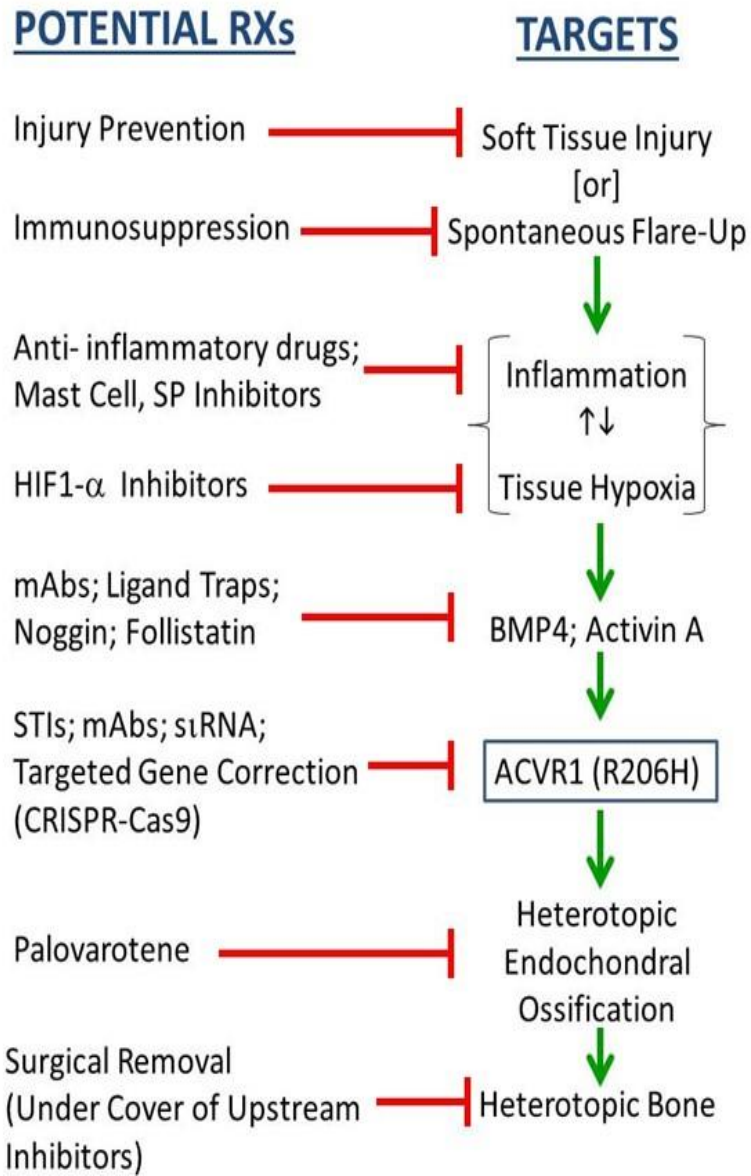 POTENTIAL RXs
TARGETS
Injury Prevention
Soft Tissue Injury
[or]
Immunosuppression
Spontaneous Flare-Up
Anti- inflammatory drugs;
Mast Cell, SP Inhibitors
Inflammation
↑↓
HIF1-α Inhibitors
Tissue Hypoxia
mAbs; Ligand Traps;
Noggin; Follistatin
BMP4; Activin A
STIs; mAbs; sιRNA;
Targeted Gene Correction
(CRISPR-Cas9)
ACVR1 (R206H)
Palovarotene
Heterotopic
Endochondral
Ossification
Surgical Removal
(Under Cover of Upstream
Inhibitors)
Heterotopic Bone